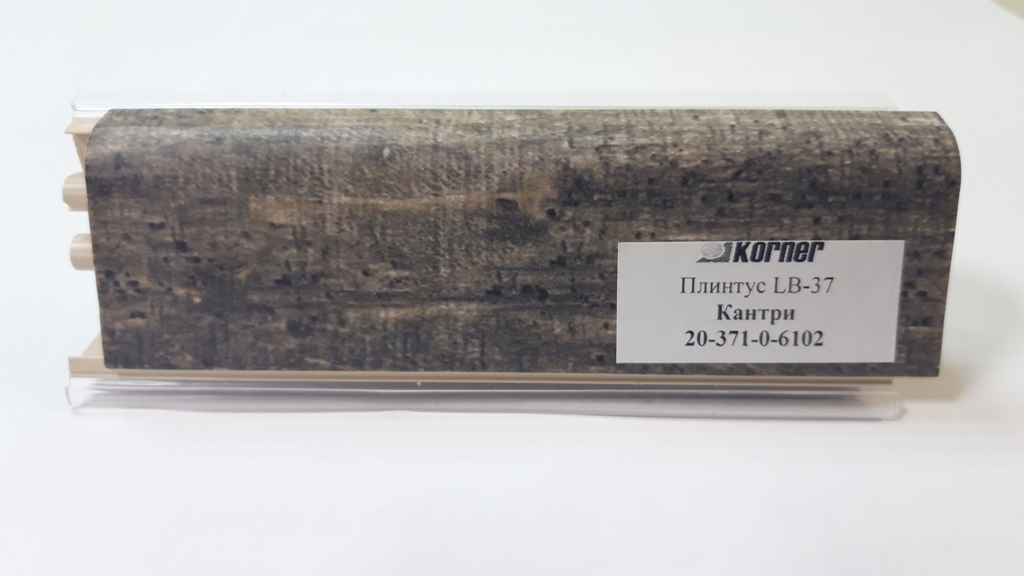 Korner
Плинтус LB-37
Кантри
20-371-0-6102